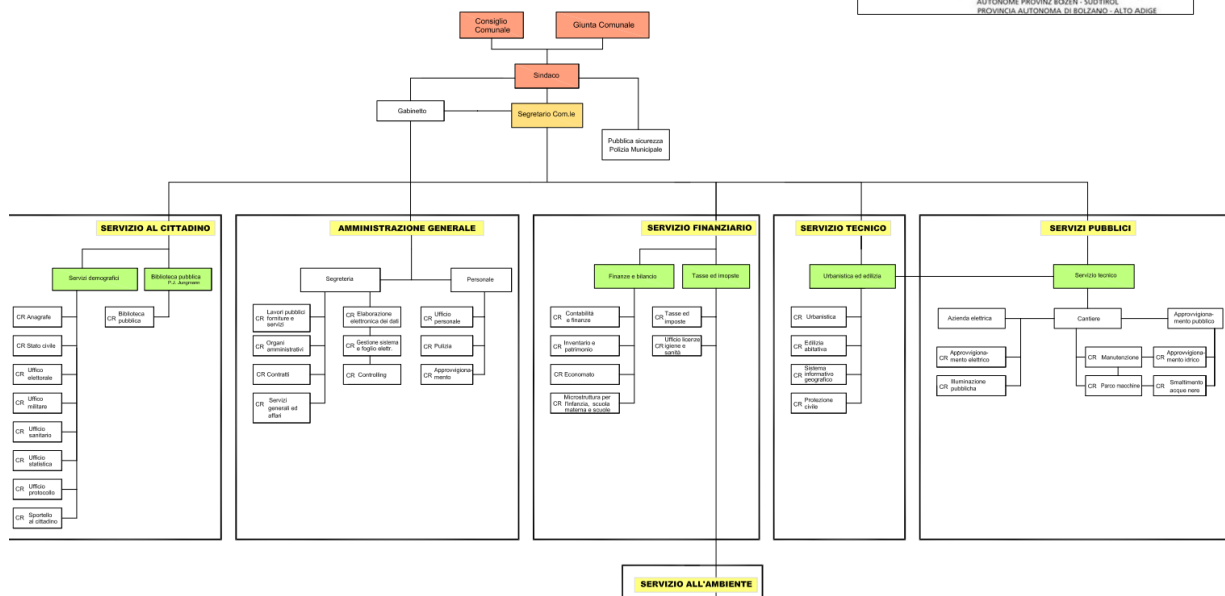 AUTONOME PROVINZ BOZEN - SÜDTIROL
PROVINCIA AUTONOMA DI BOLZANO - ALTO ADIGE
Consiglio
Comunale
Giunta Comunale
Sindaco
Gabinetto
Segretario Com.le
Pubblica sicurezza
Polizia Municipale
SERVIZIO AL CITTADINO
Servizi demografici
Biblioteca pubblica
P.J. Jungmann
CR Anagrafe
CR Stato civile
CR Uffico
elettorale
CR Uffico
militare
CR Ufficio
sanitario
CR Ufficio
statistica
CR Ufficio
protocollo
CR Sportello
al cittadino
CR Biblioteca
pubblica
AMMINISTRAZIONE GENERALE
Segreteria
Personale
CR Lavori pubblici
forniture e
servizi
CR Organi
amministrativi
CR Contratti
CR Servizi
generali ed
affari
CR Elaborazione
elettronica dei dati
CR Gestione sistema
e foglio elettr.
CR Controlling
CR Ufficio
personale
CR Pulizia
CR Approvvigiona-
mento
SERVIZIO FINANZIARIO
Finanze e bilancio
Tasse ed imopste
CR Contabilità
e finanze
CR Inventario e
patrimonio
CR Economato
CR Microstruttura per
l'infanzia, scuola
materna e scuole
CR Tasse ed
imposte
CR Ufficio licenze
igiene e
sanità
SERVIZIO TECNICO
Urbanistica ed edilizia
CR Urbanistica
CR Edilizia
abitativa
CR Sistema
informativo
geografico
CR Protezione
civile
SERVIZI PUBBLICI
Servizio tecnico
Azienda elettrica
Cantiere
Approvvigiona-
mento pubblico
CR Approvvigiona-
mento elettrico
CR Illuminazione
pubblicha
CR Manutenzione
CR Parco macchine
CR Approvvigiona-
mento idrico
CR Smaltimento
acque nere
SERVIZIO ALL'AMBIENTE